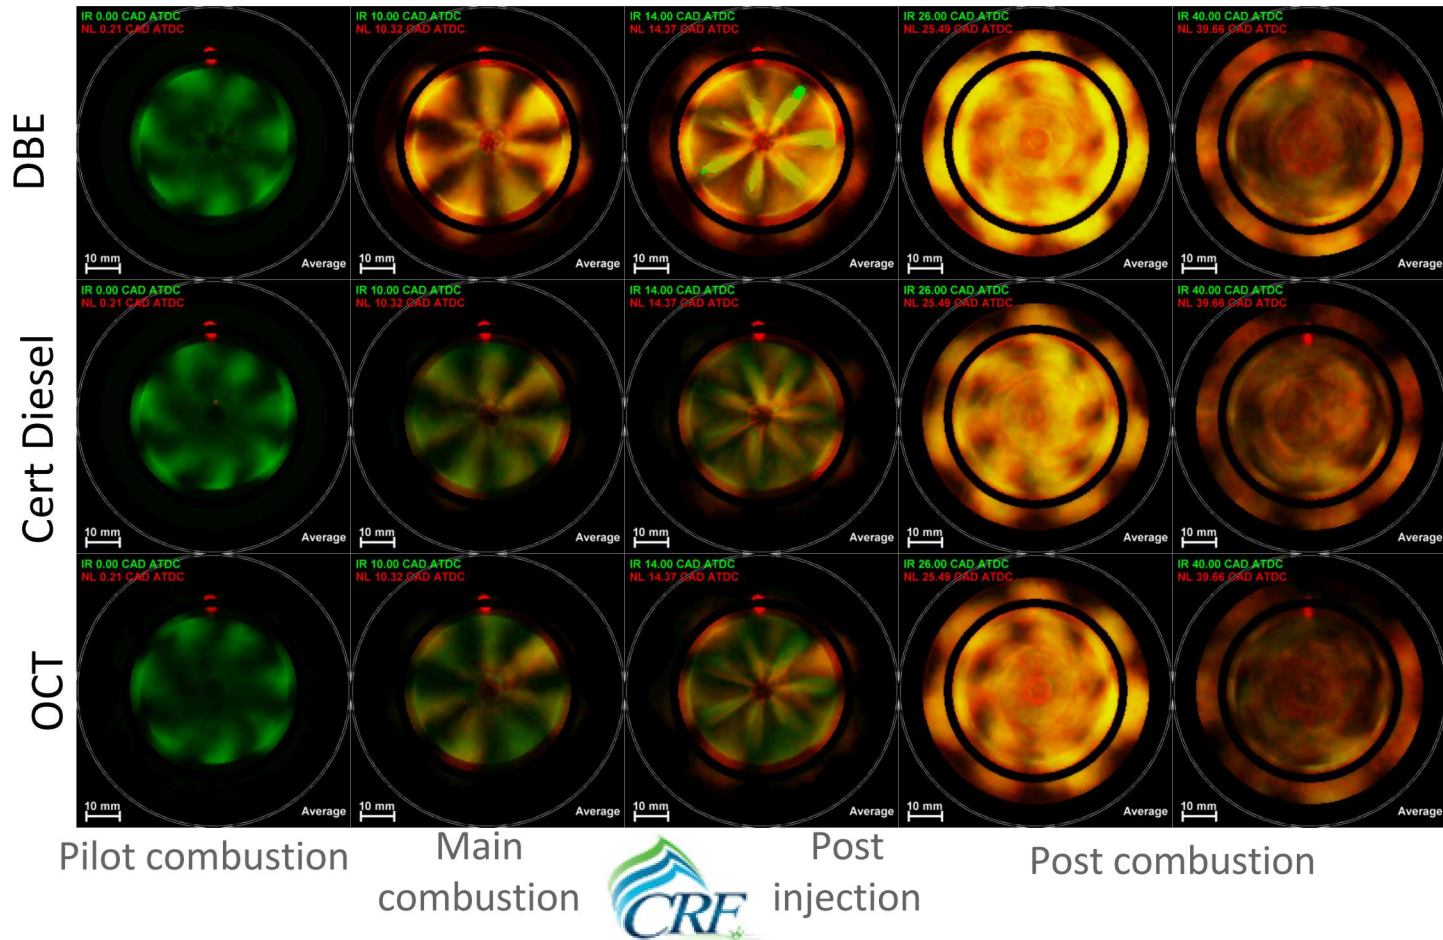 DBE
IR 0.00 CAD ATDC
NL 0.21 CAD ATDC
10 mm
Average
IR 10.00 CAD ATDC
NL 10.32 CAD ATDC
10 mm
Average
IR 14.00 CAD ATDC
NL 14.37 CAD ATDC
10 mm
Average
IR 26.00 CAD ATDC
NL 25.49 CAD ATDC
10 mm
Average
IR 40.00 CAD ATDC
NL 39.66 CAD ATDC
10 mm
Average
Cert Diesel
IR 0.00 CAD ATDC
NL 0.21 CAD ATDC
10 mm
Average
IR 10.00 CAD ATDC
NL 10.32 CAD ATDC
10 mm
Average
IR 14.00 CAD ATDC
NL 14.37 CAD ATDC
10 mm
Average
IR 26.00 CAD ATDC
NL 25.49 CAD ATDC
10 mm
Average
IR 40.00 CAD ATDC
NL 39.66 CAD ATDC
10 mm
Average
OCT
IR 0.00 CAD ATDC
NL 0.21 CAD ATDC
10 mm
Average
IR 10.00 CAD ATDC
NL 10.32 CAD ATDC
10 mm
Average
IR 14.00 CAD ATDC
NL 14.37 CAD ATDC
10 mm
Average
IR 26.00 CAD ATDC
NL 25.49 CAD ATDC
10 mm
Average
IR 40.00 CAD ATDC
NL 39.66 CAD ATDC
10 mm
Average
Pilot combustion
Main
combustion
CRF
Post
injection
Post combustion